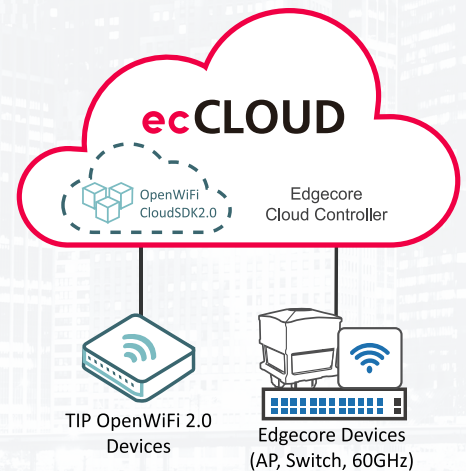 ecCLOUD
OpenWiFi
CloudSDK2.0
Edgecore
Cloud Controller
TIP OpenWiFi 2.0
Devices
Edgecore Devices
(AP, Switch, 60GHz)